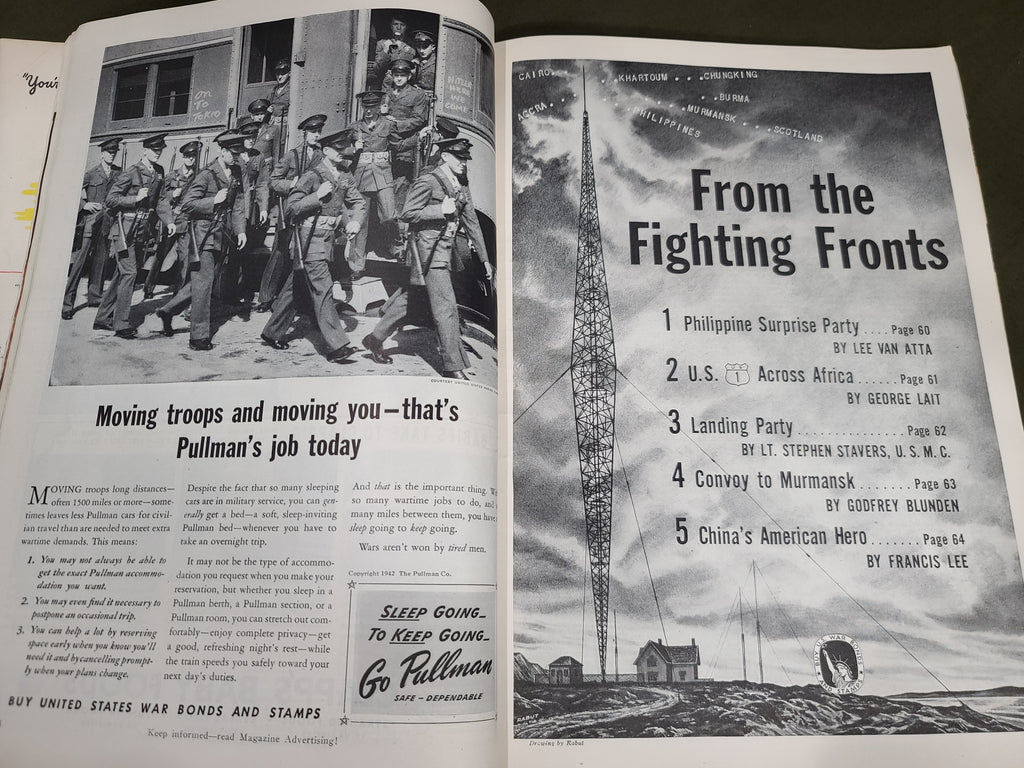 "You'r
ON
TO
TOKIO
HITLER
HERE
WE
COME
COURTESY UNITED STATES
Moving troops and moving you—that's
Pullman's job today
MOVING troops long distances—
often 1500 miles or more—some-
times leaves less Pullman cars for civil-
ian travel than are needed to meet extra
wartime demands. This means:
1. You may not always be able to
get the exact Pullman accommo-
dation you want.
2. You may even find it necessary to
postpone an occasional trip.
3. You can help a lot by reserving
space early when you know you'll
need it and by cancelling prompt-
ly when your plans change.
Despite the fact that so many sleeping
cars are in military service, you can gen-
erally get a bed—a soft, sleep-inviting
Pullman bed—whenever you have to
take an overnight trip.
It may not be the type of accommo-
dation you request when you make your
reservation, but whether you sleep in a
Pullman berth, a Pullman section, or a
Pullman room, you can stretch out com-
fortably—enjoy complete privacy—get
a good, refreshing night's rest—while
the train speeds you safely toward your
next day's duties.
And that is the important thing. W
so many wartime jobs to do, and
many miles between them, you have
sleep going to keep going.
Wars aren't won by tired men.
Copyright 1942 The Pullman Co.
SLEEP GOING—
TO KEEP GOING—
Go Pullman
SAFE - DEPENDABLE
BUY UNITED STATES WAR BONDS AND STAMPS
Keep informed—read Magazine Advertising!
CAIRO
KHARTOUM
CHUNGKING
ACCRA
BURMA
PHILIPPINES
MURMANSK
SCOTLAND
From the
Fighting Fronts
1 Philippine Surprise Party .... Page 60
BY LEE VAN ATTA
2 U.S. 1 Across Africa ...... Page 61
BY GEORGE LAIT
3 Landing Party .............. Page 62
BY LT. STEPHEN STAVERS, U. S. M. C.
4 Convoy to Murmansk ....... Page 63
BY GODFREY BLUNDEN
5 China's American Hero ....... Page 64
BY FRANCIS LEE
BUY U.S. WAR BONDS
AND STAMPS
RABUT
Drawing by Rabut